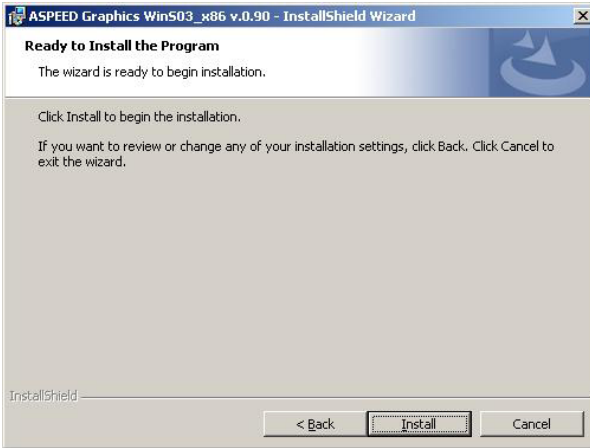 ASPEED Graphics WinS03_x86 v.0.90 - InstallShield Wizard
Ready to Install the Program
The wizard is ready to begin installation.
Click Install to begin the installation.
If you want to review or change any of your installation settings, click Back. Click Cancel to
exit the wizard.
InstallShield
< Back Install Cancel